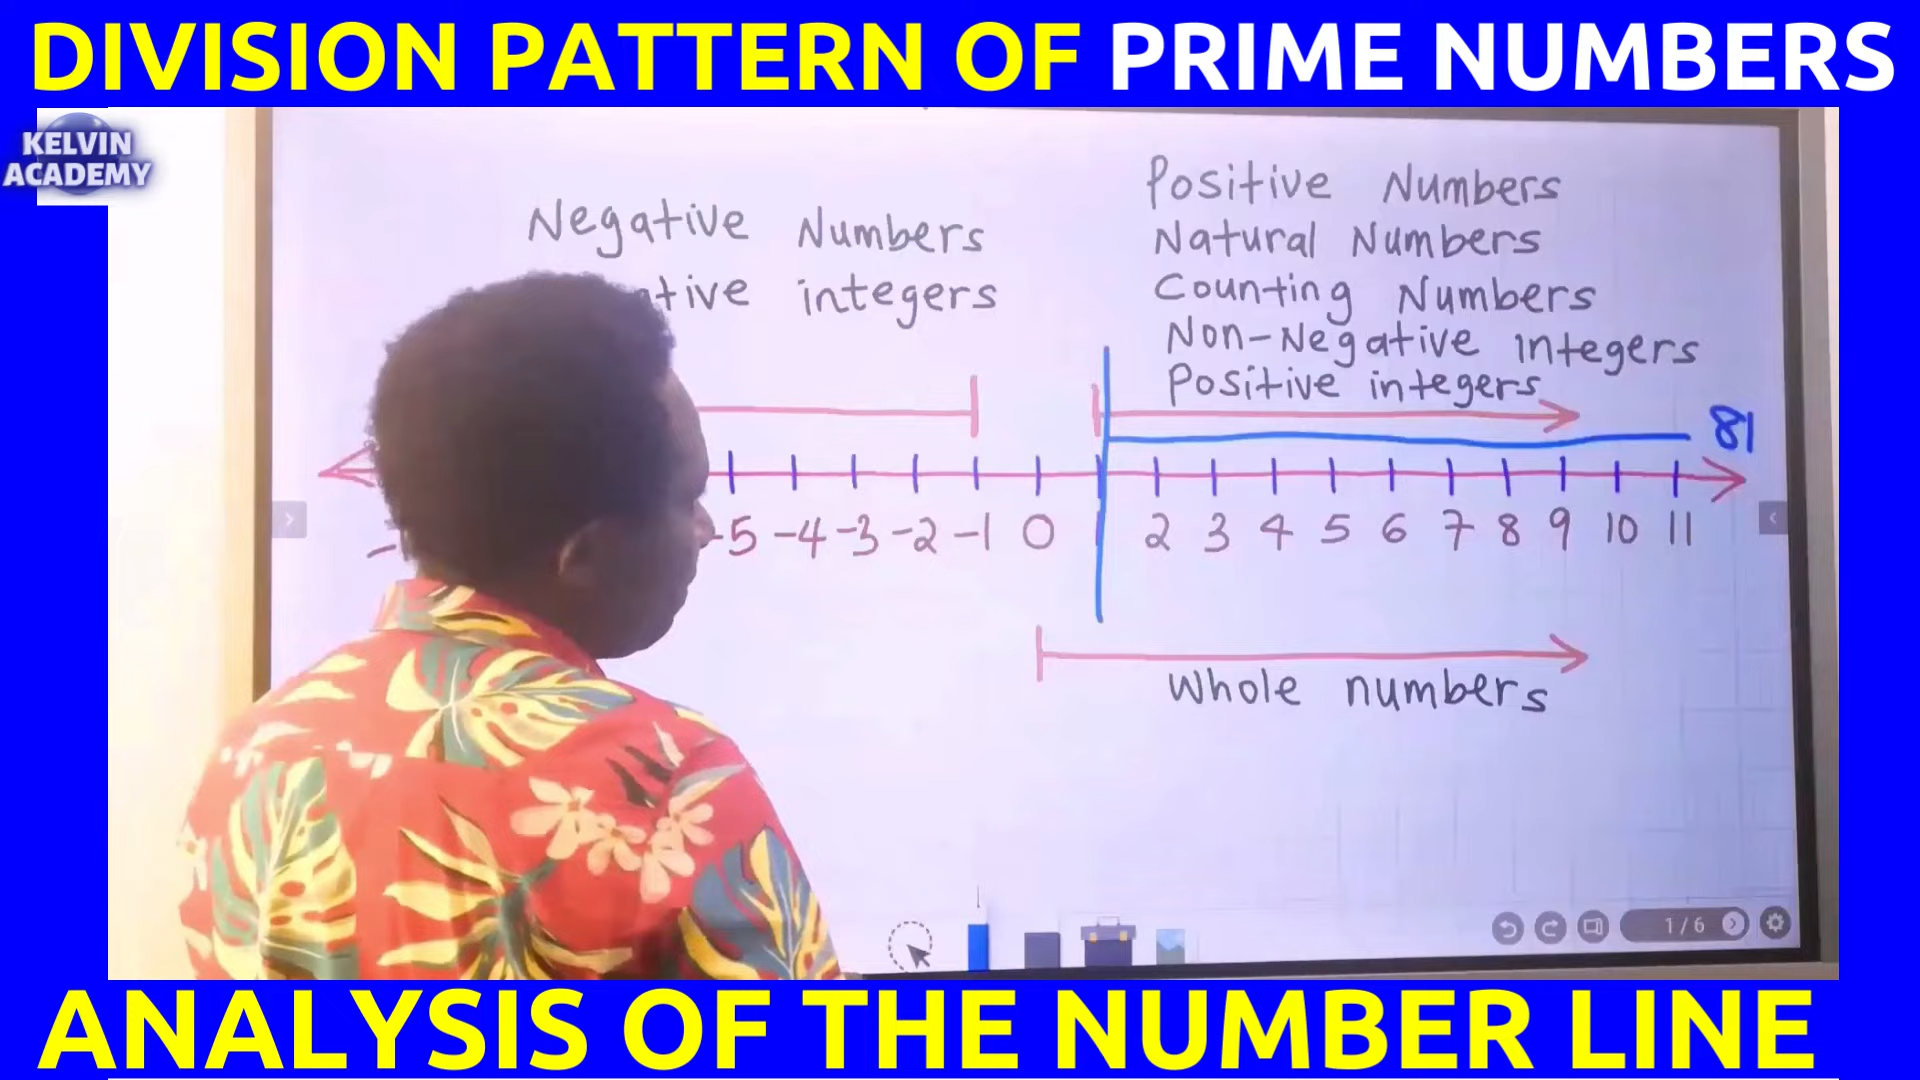 DIVISION PATTERN OF PRIME NUMBERS
KELVIN
ACADEMY
Negative Numbers
integers
Positive Numbers
Natural Numbers
Counting Numbers
Non-Negative integers
Positive integers
81
-5 -4 -3 -2 -1 0 2 3 4 5 6 7 8 9 10 11
Whole numbers
1/6
ANALYSIS OF THE NUMBER LINE